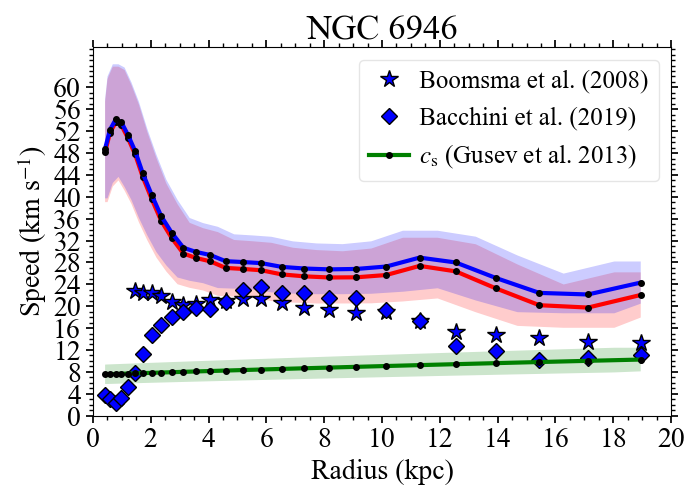 NGC 6946
Boomsma et al. (2008)
Bacchini et al. (2019)
c_s (Gusev et al. 2013)
Speed (km s⁻¹)
60
56
52
48
44
40
36
32
28
24
20
16
12
8
4
0
0 2 4 6 8 10 12 14 16 18 20
Radius (kpc)